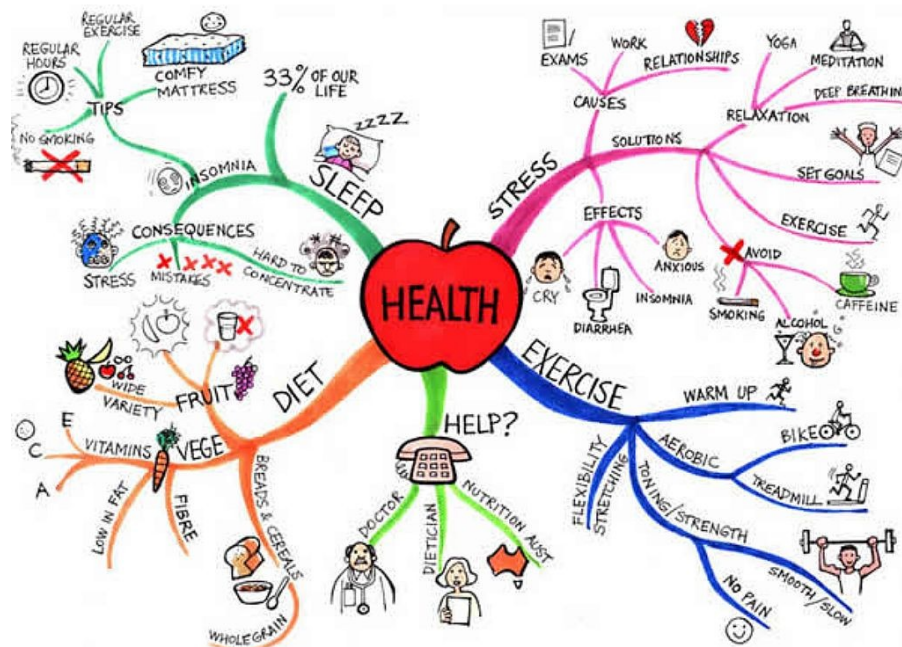 HEALTH
SLEEP
33% OF OUR
LIFE
ZZZZ
INSOMNIA
TIPS
REGULAR
HOURS
REGULAR
EXERCISE
COMFY
MATTRESS
NO SMOKING
CONSEQUENCES
STRESS
MISTAKES
HARD TO
CONCENTRATE
STRESS
CAUSES
EXAMS
WORK
RELATIONSHIPS
SOLUTIONS
RELAXATION
YOGA
MEDITATION
DEEP BREATHIN
SET GOALS
EXERCISE
AVOID
SMOKING
ALCOHOL
CAFFEINE
EFFECTS
CRY
DIARRHEA
INSOMNIA
ANXIOUS
EXERCISE
WARM UP
AEROBIC
BIKE
TREADMILL
TONING/STRENGTH
SMOOTH/SLOW
NO PAIN
FLEXIBILITY
STRETCHING
HELP?
DOCTOR
DIETICIAN
NUTRITION
AUST
DIET
FRUIT
WIDE
VARIETY
VEGE
VITAMINS
E
C
A
LOW IN FAT
FIBRE
BREADS & CEREALS
WHOLEGRAIN